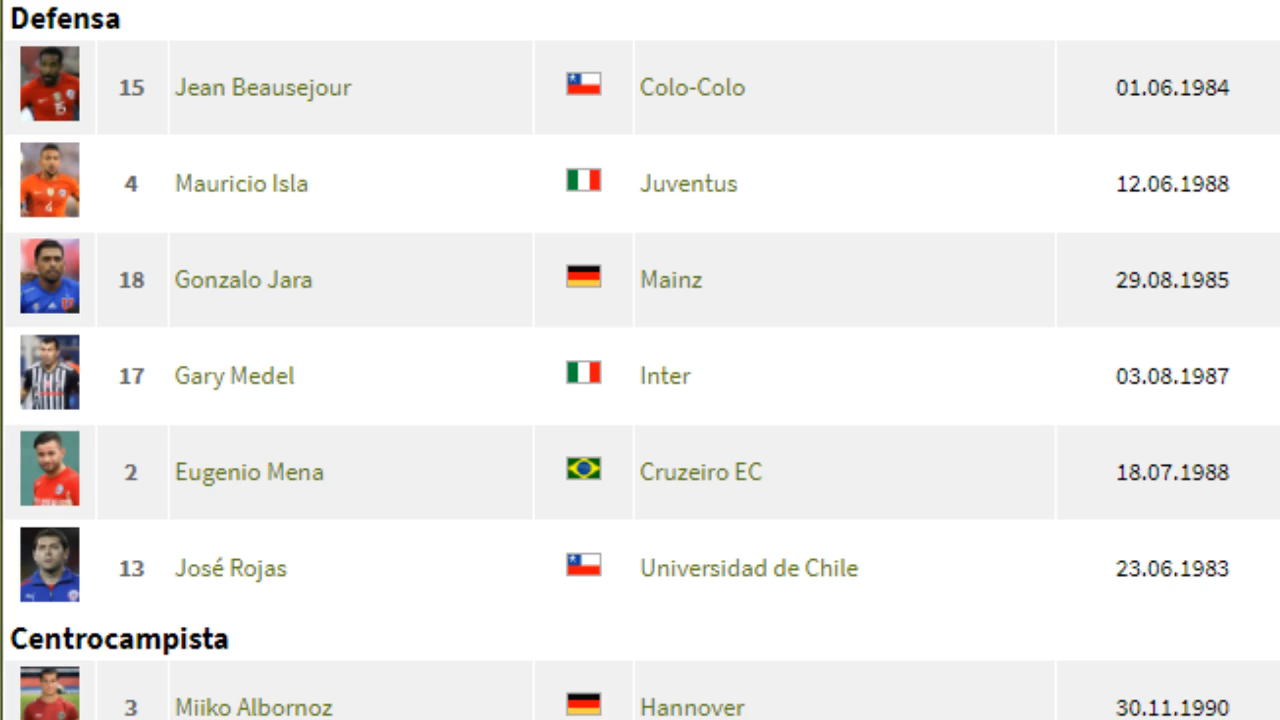 Defensa
15 Jean Beausejour Colo-Colo 01.06.1984
4 Mauricio Isla Juventus 12.06.1988
18 Gonzalo Jara Mainz 29.08.1985
17 Gary Medel Inter 03.08.1987
2 Eugenio Mena Cruzeiro EC 18.07.1988
13 José Rojas Universidad de Chile 23.06.1983
Centrocampista
3 Miiko Albornoz Hannover 30.11.1990